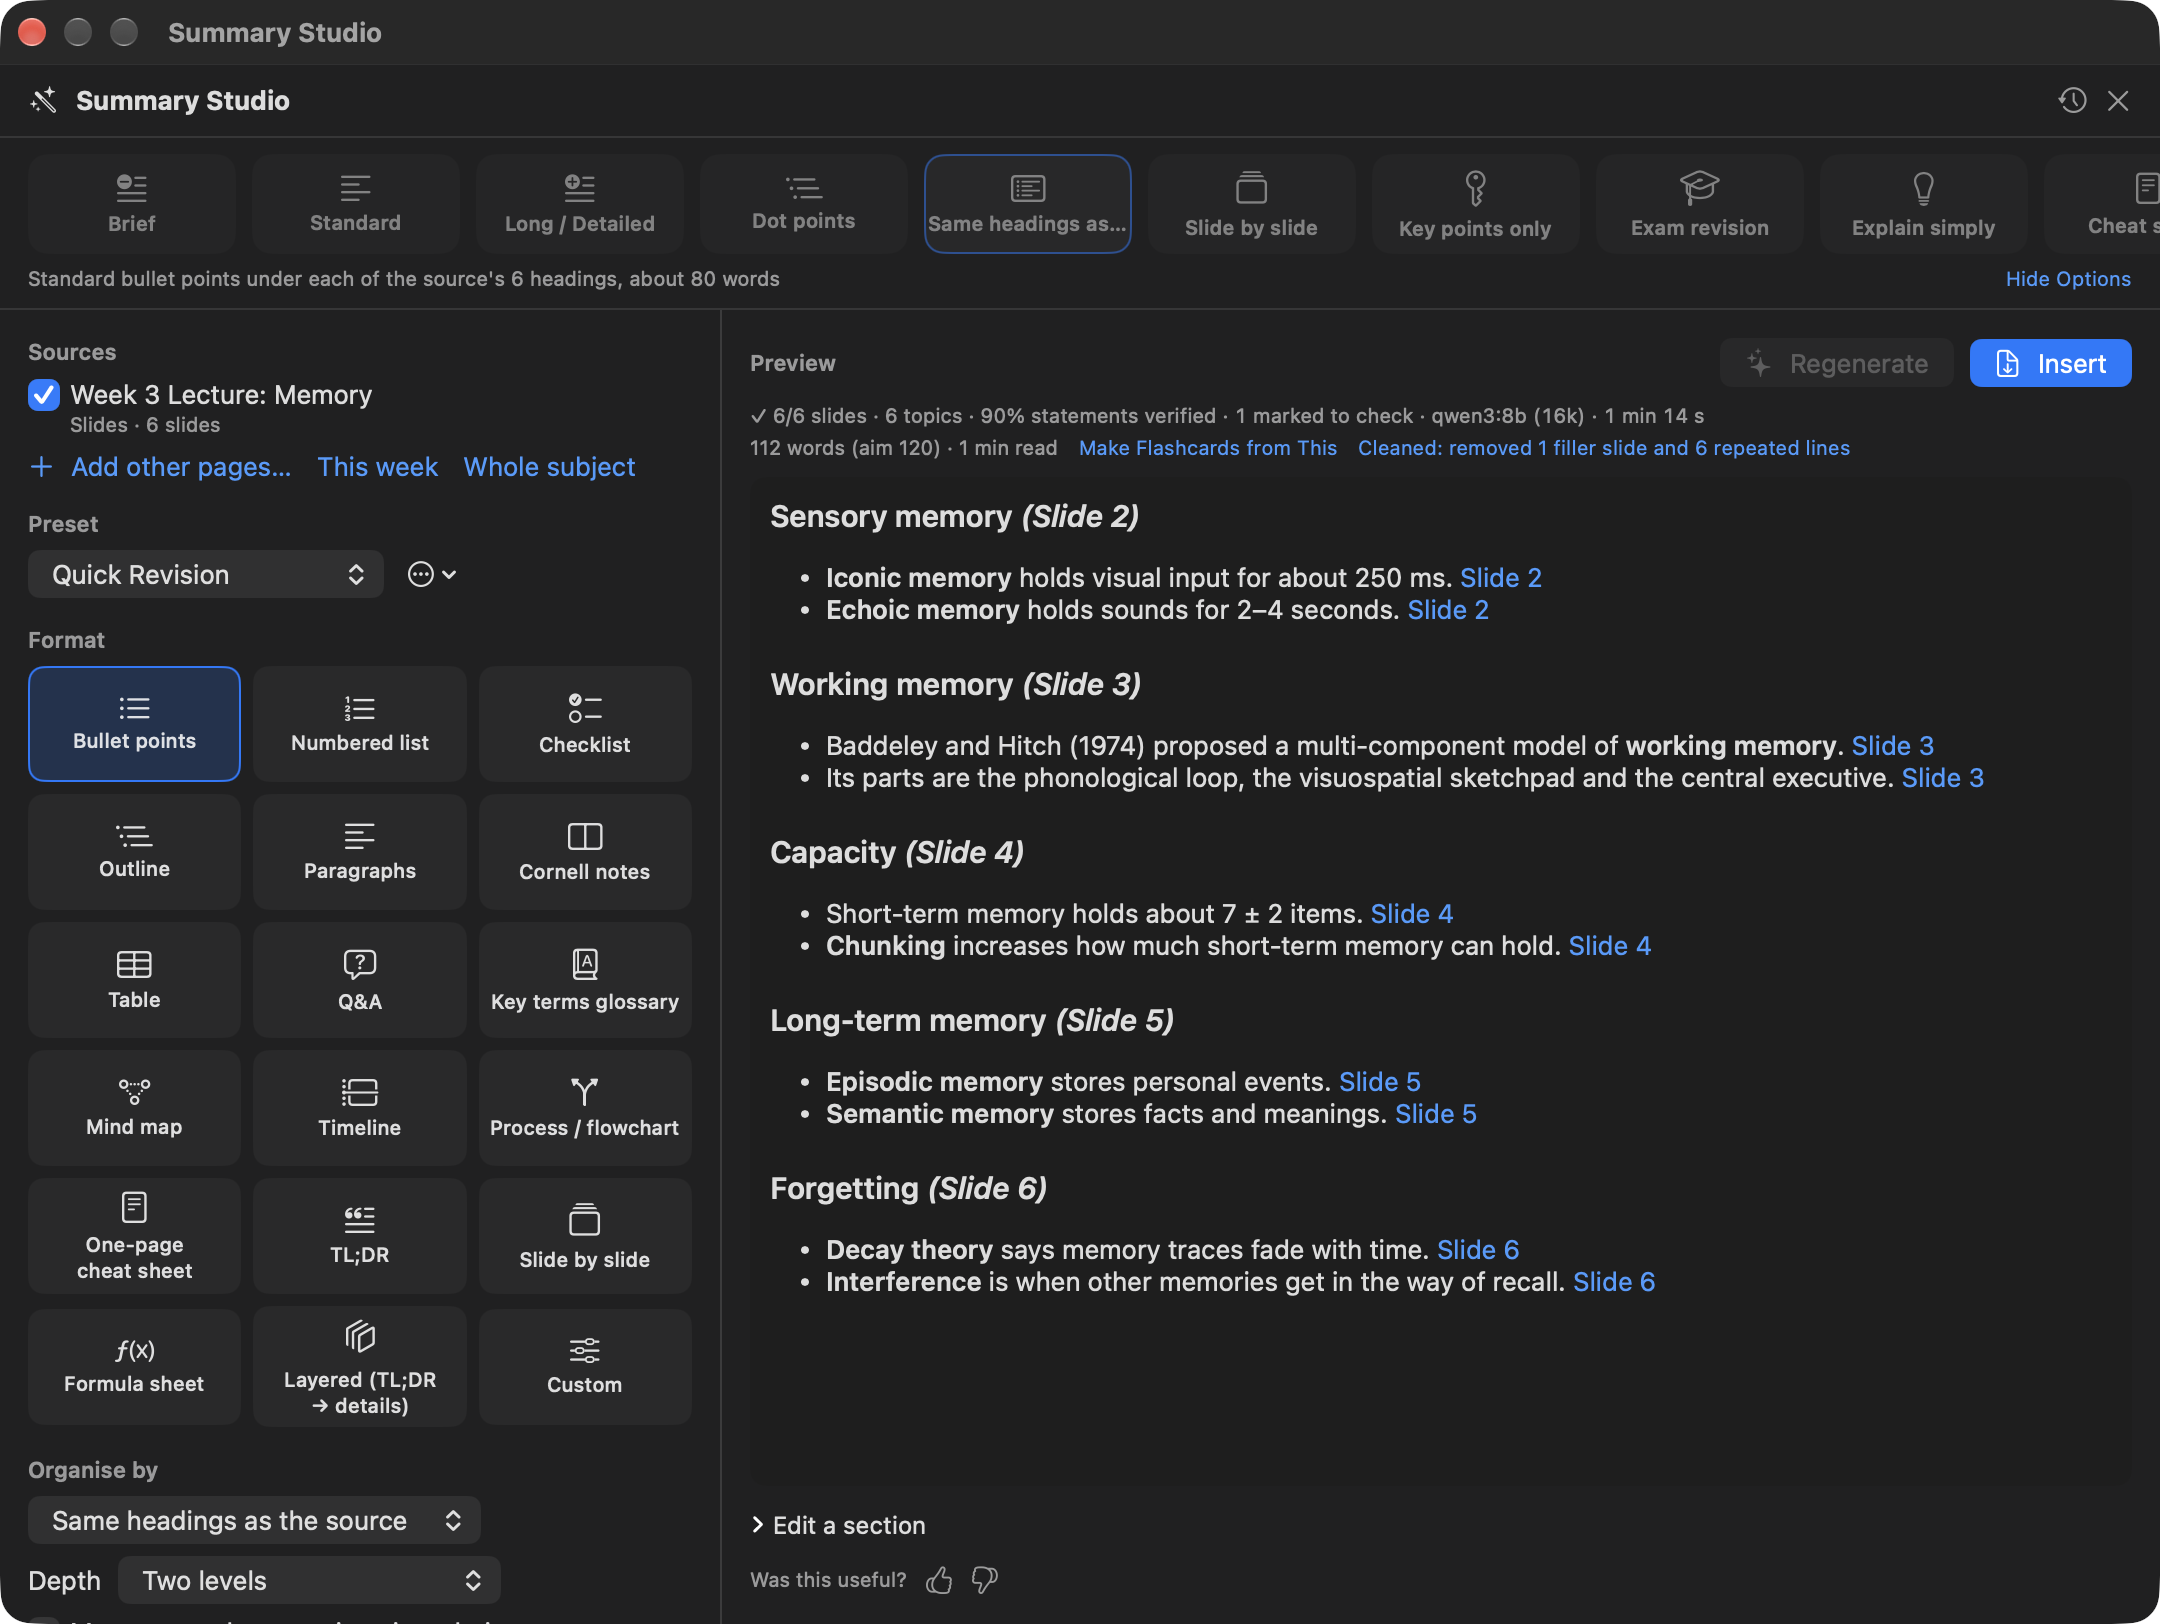 Summary Studio
Summary Studio
Brief
Standard
Long / Detailed
Dot points
Same headings as...
Slide by slide
Key points only
Exam revision
Explain simply
Cheat s
Standard bullet points under each of the source's 6 headings, about 80 words
Hide Options
Sources
Week 3 Lecture: Memory
Slides · 6 slides
+ Add other pages... This week Whole subject
Preset
Quick Revision
Format
Bullet points
Numbered list
Checklist
Outline
Paragraphs
Cornell notes
Table
Q&A
Key terms glossary
Mind map
Timeline
Process / flowchart
One-page
cheat sheet
TL;DR
Slide by slide
f(x)
Formula sheet
Layered (TL;DR
→ details)
Custom
Organise by
Same headings as the source
Depth Two levels
Preview
Regenerate
Insert
✓ 6/6 slides · 6 topics · 90% statements verified · 1 marked to check · qwen3:8b (16k) · 1 min 14 s
112 words (aim 120) · 1 min read Make Flashcards from This Cleaned: removed 1 filler slide and 6 repeated lines
Sensory memory (Slide 2)
• Iconic memory holds visual input for about 250 ms. Slide 2
• Echoic memory holds sounds for 2–4 seconds. Slide 2
Working memory (Slide 3)
• Baddeley and Hitch (1974) proposed a multi-component model of working memory. Slide 3
• Its parts are the phonological loop, the visuospatial sketchpad and the central executive. Slide 3
Capacity (Slide 4)
• Short-term memory holds about 7 ± 2 items. Slide 4
• Chunking increases how much short-term memory can hold. Slide 4
Long-term memory (Slide 5)
• Episodic memory stores personal events. Slide 5
• Semantic memory stores facts and meanings. Slide 5
Forgetting (Slide 6)
• Decay theory says memory traces fade with time. Slide 6
• Interference is when other memories get in the way of recall. Slide 6
Edit a section
Was this useful?